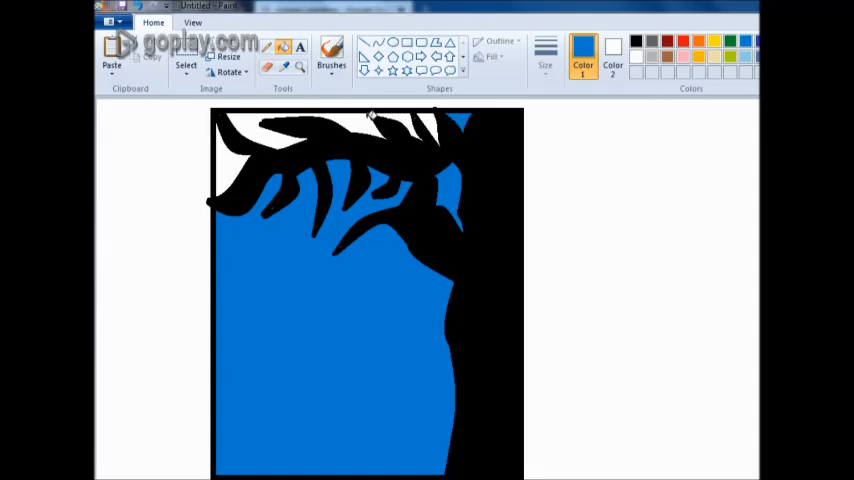 Untitled - Paint
Home View
goplay.com
Paste
Copy
Select
Resize
Rotate
A
Brushes
Outline
Fill
Size
Color 1
Color 2
Clipboard
Image
Tools
Shapes
Colors